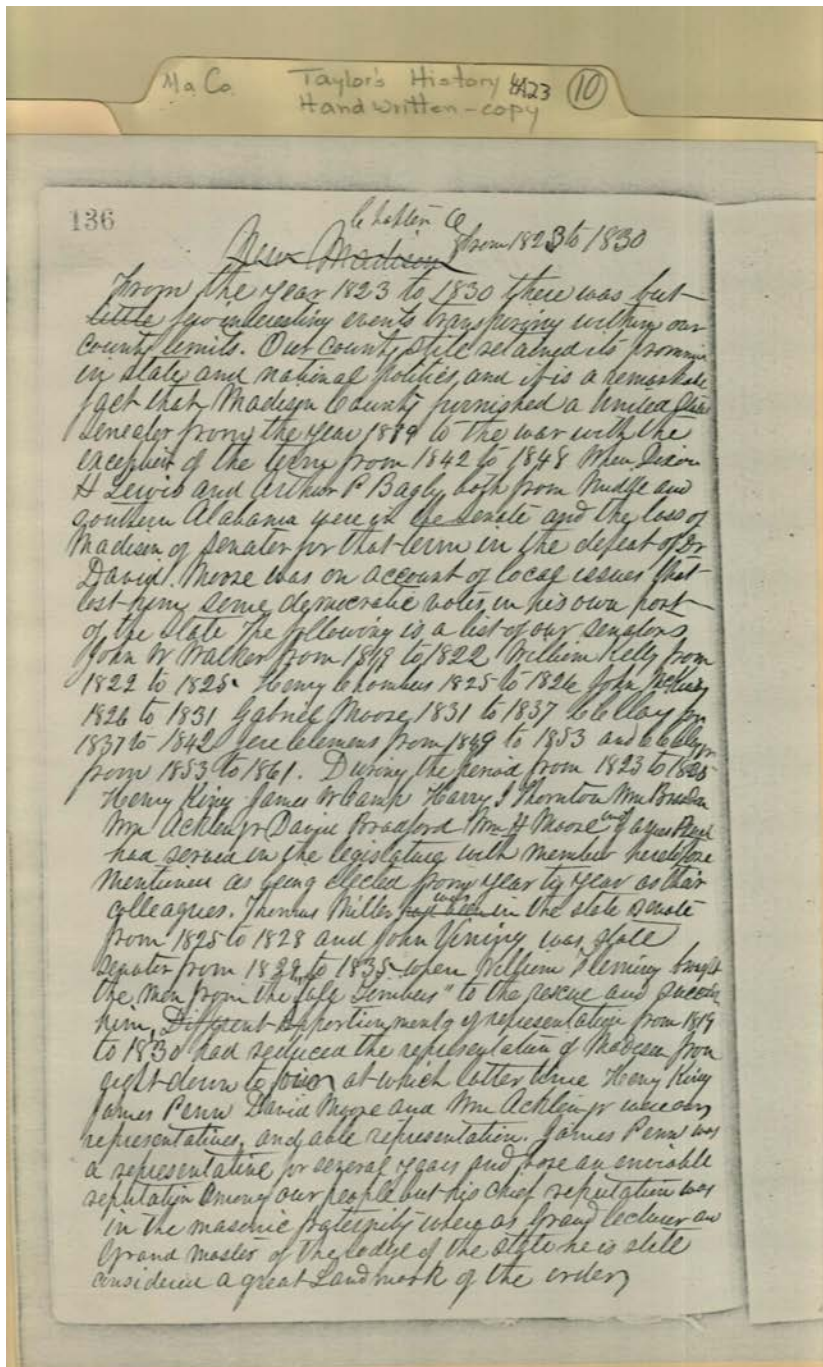 Ma Co Taylor's History 4A23 10
Handwritten-copy
136
Chapter 6
New Madison from 1823 to 1830
From the year 1823 to 1830 there was but
little few interesting events transpiring within our
county limits. Our county still retained its promin
in state and national politics, and it is a remarkable
fact that Madison County furnished a United States
Seneator from the year 1819 to the war with the
exception of the term from 1842 to 1848 when Dixon
H Lewis and Arthur P Bagby both from middle and
southern Alabama were in the senate and the loss of
Madison of senator for that term in the defeat of Dr
David Moore was on account of local issues that
lost him some democratic votes in his own part
of the state The following is a list of our senators
John W Walker from 1819 to 1822 William Kelly from
1822 to 1825. Henry Chambers 1825 to 1826 John McKinly
1826 to 1831 Gabriel Moore 1831 to 1837 CC Clay from
1837 to 1842 Jere Clemens from 1849 to 1853 and CC Clay jr
from 1853 to 1861. During the period from 1823 to 1825
Henry King James W Camp Harry I Thornton Wm
Wm Acklen jr David Bradford Wm H Moore and James Penn
had served in the legislature with member heretofore
mentioned as being elected from year to year as their
colleagues. Thomas Miller was in the state Senate
from 1825 to 1828 and John Vining was state
senator from 1829 to 1835 when William Fleming brought
the men from the "tall Timbers" to the rescue and succeeded
him, Different Apportionments of representation from 1819
to 1830 had reduced the representation of Madison from
eight down to four at which latter time Henry King
James Penn David Moore and Wm Acklen jr were our
representatives, and able representation. James Penn was
a representative for several years and bore an enviable
reputation among our people but his chief reputation was
in the masonic fraternity where as Grand lecturer and
Grand Master of the lodge of the state he is still
considered a great Landmark of the order